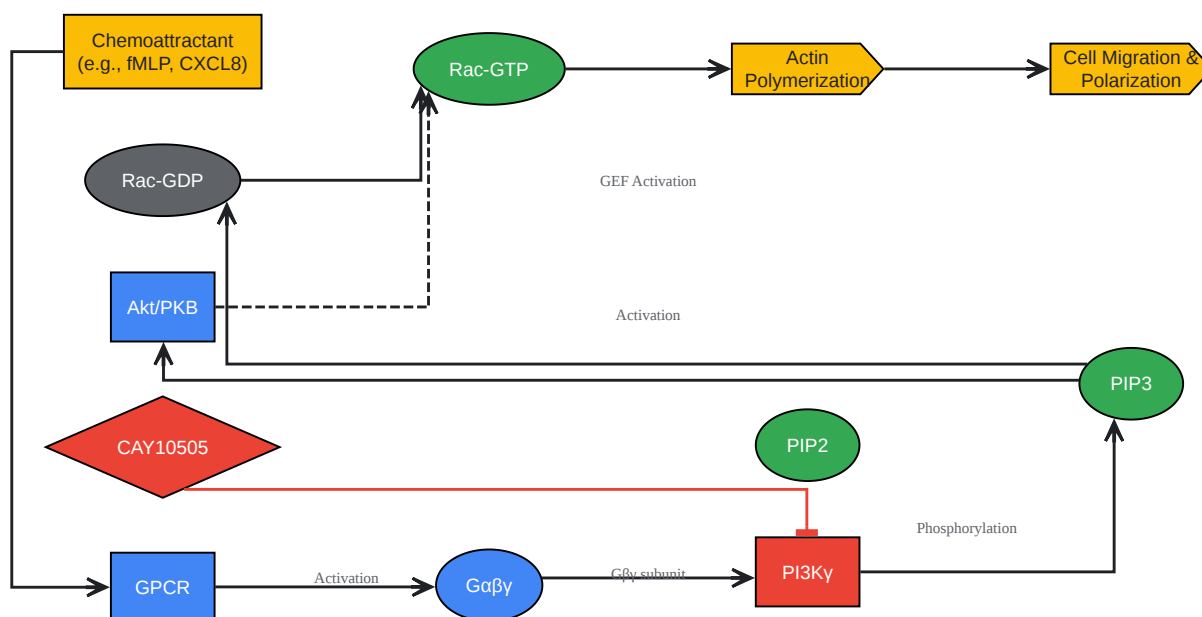 Chemoattractant
(e.g., fMLP, CXCL8)
Rac-GTP
Actin
Polymerization
Cell Migration &
Polarization
Rac-GDP
GEF Activation
Akt/PKB
Activation
PIP3
CAY10505
PIP2
Phosphorylation
GPCR
Activation
Gαβγ
Gβγ subunit
PI3Kγ